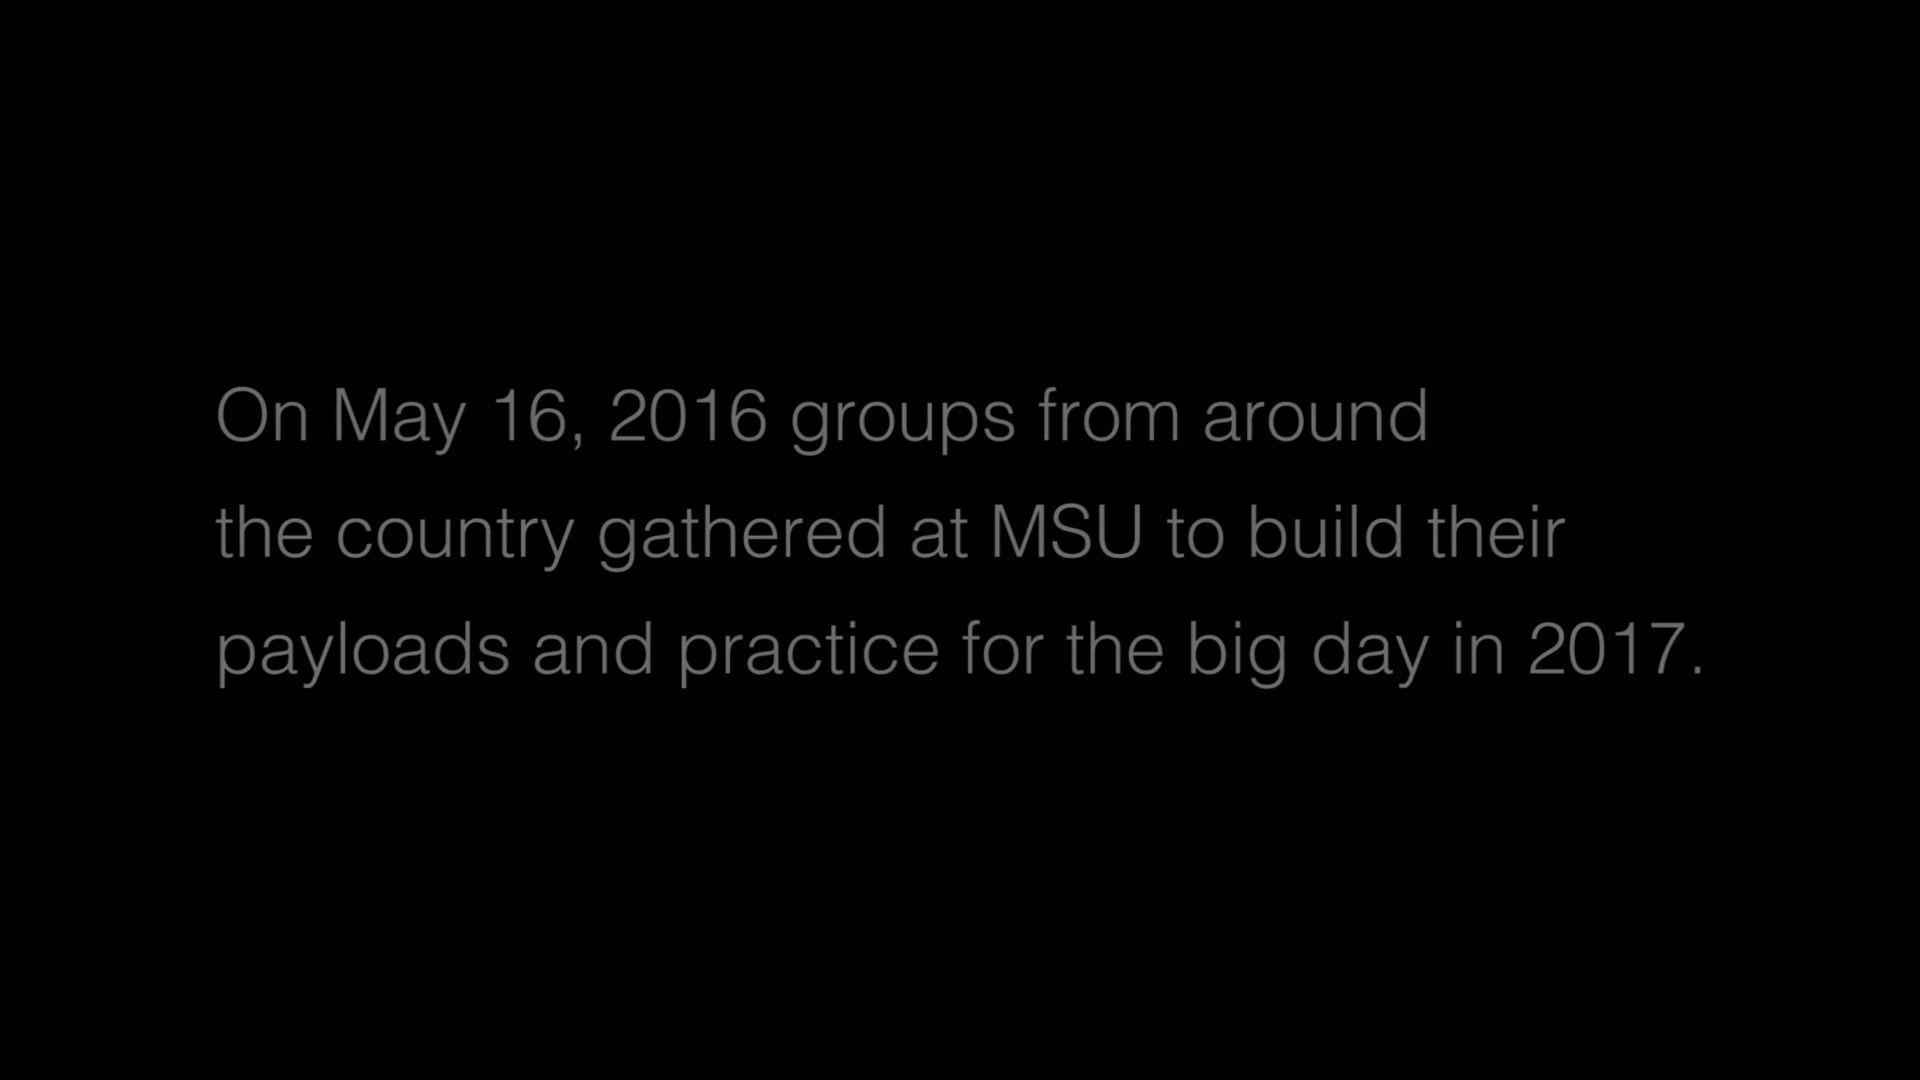 On May 16, 2016 groups from around
the country gathered at MSU to build their
payloads and practice for the big day in 2017.